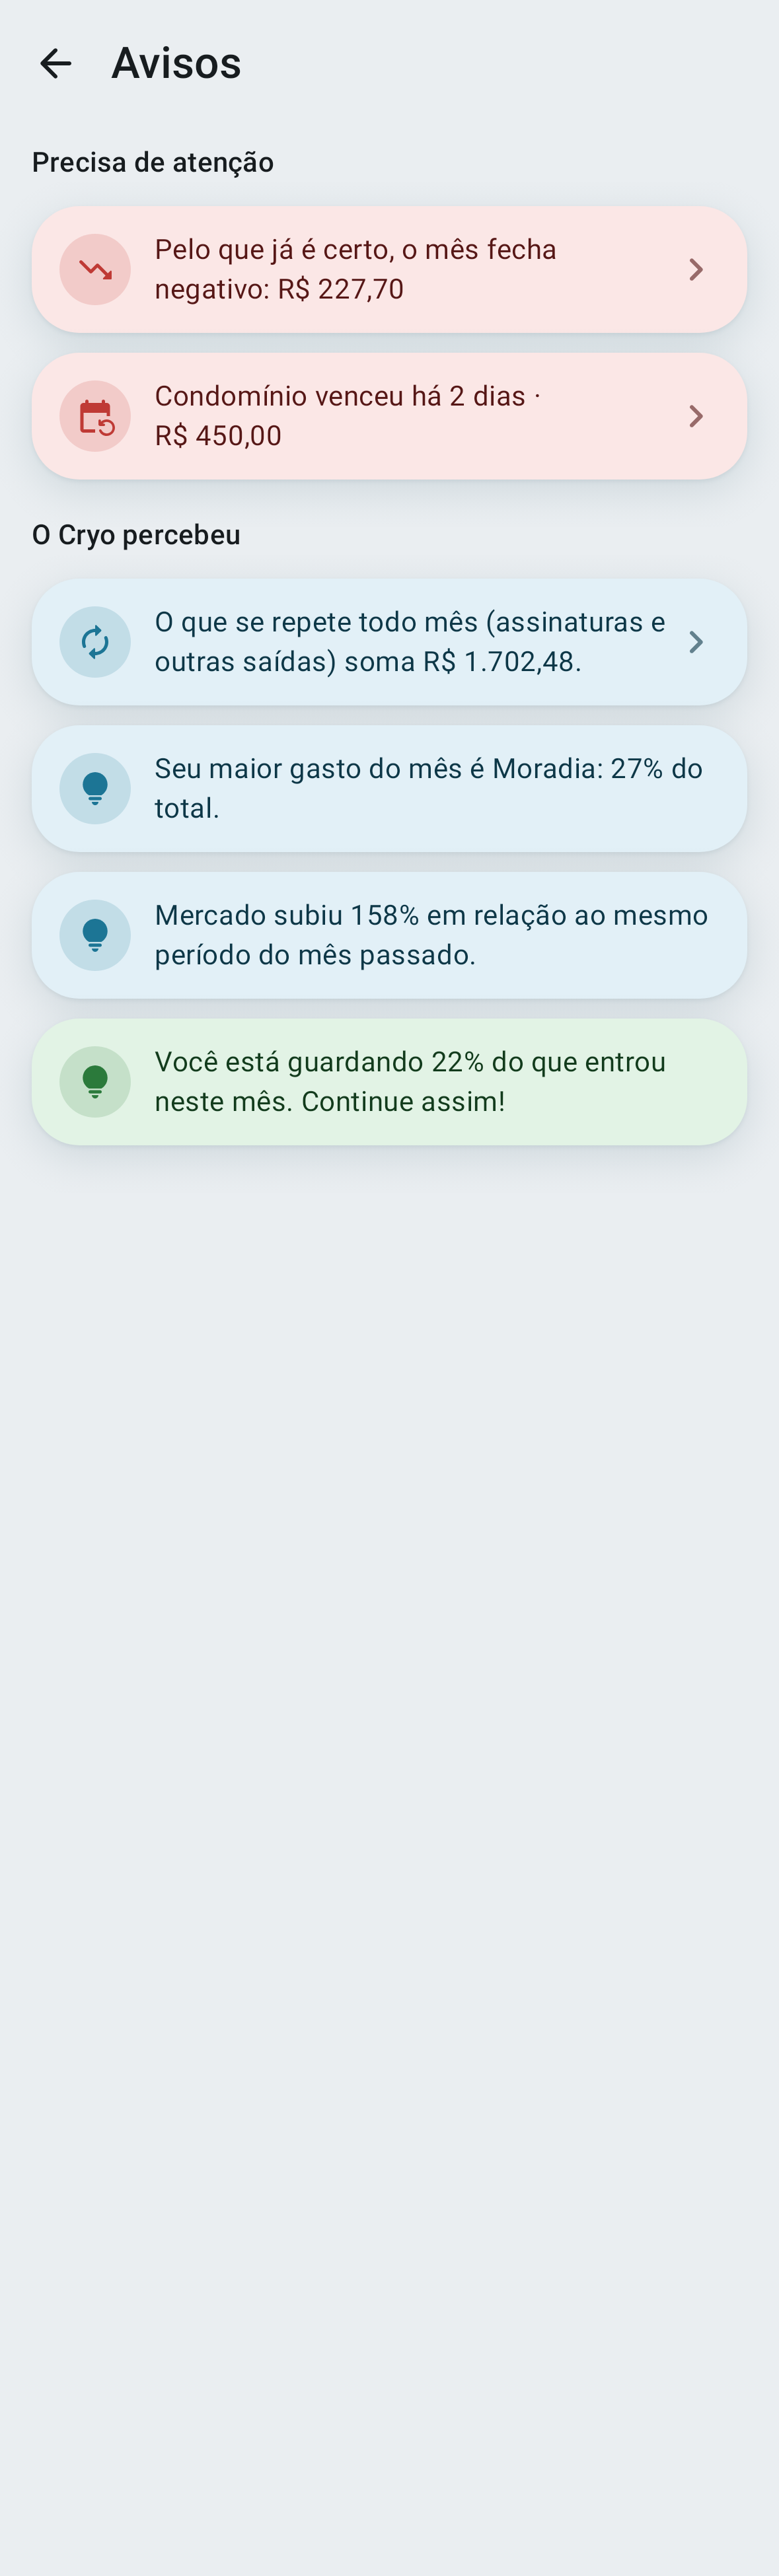 Avisos
Precisa de atenção
Pelo que já é certo, o mês fecha
negativo: R$ 227,70
Condomínio venceu há 2 dias ·
R$ 450,00
O Cryo percebeu
O que se repete todo mês (assinaturas e
outras saídas) soma R$ 1.702,48.
Seu maior gasto do mês é Moradia: 27% do
total.
Mercado subiu 158% em relação ao mesmo
período do mês passado.
Você está guardando 22% do que entrou
neste mês. Continue assim!